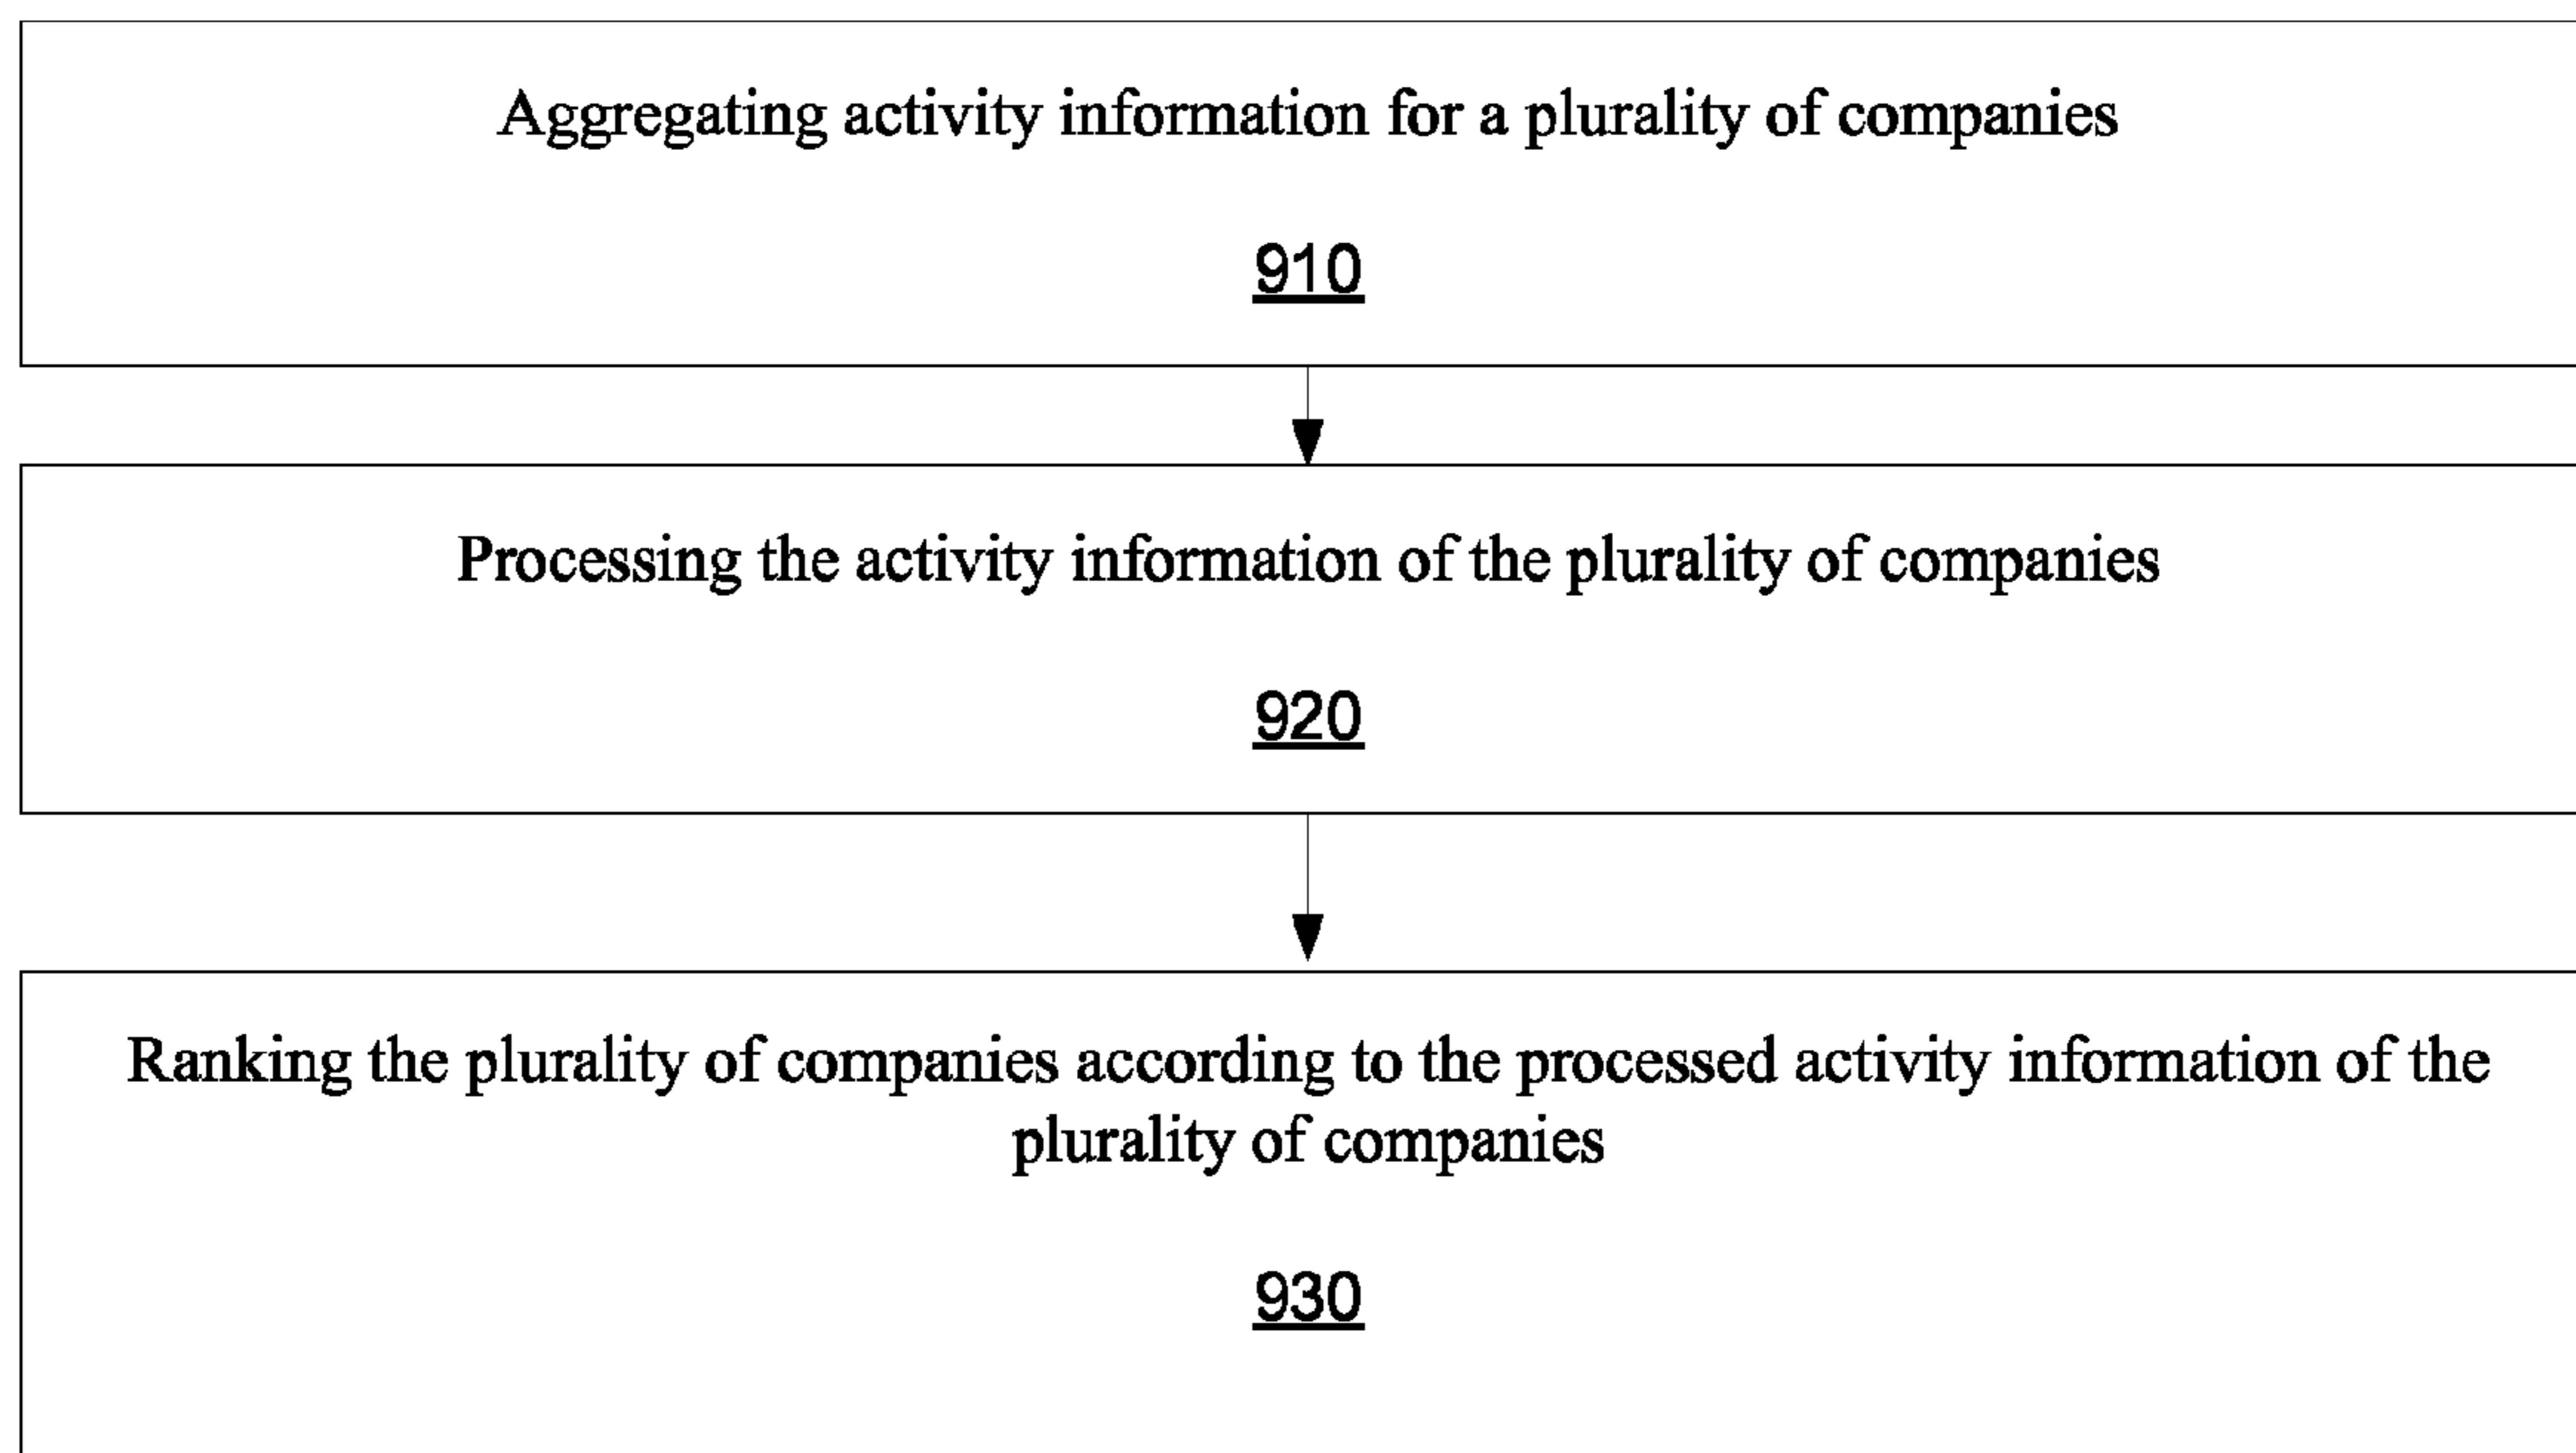 Aggregating activity information for a plurality of companies
910
Processing the activity information of the plurality of companies
920
Ranking the plurality of companies according to the processed activity information of the
plurality of companies
930